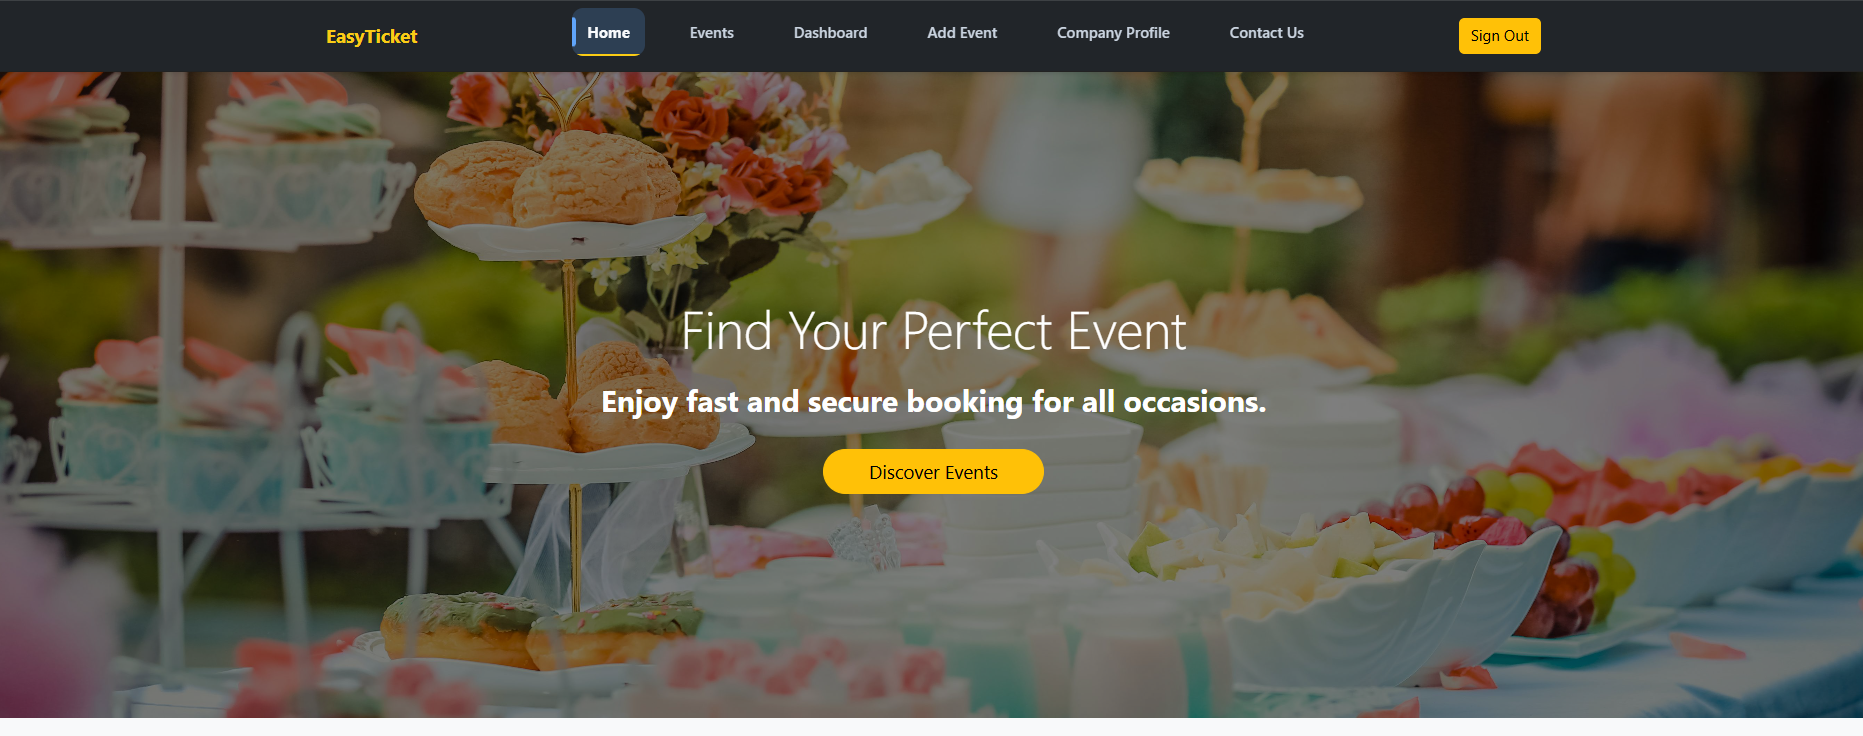 EasyTicket
Home
Events
Dashboard
Add Event
Company Profile
Contact Us
Sign Out
Find Your Perfect Event
Enjoy fast and secure booking for all occasions.
Discover Events